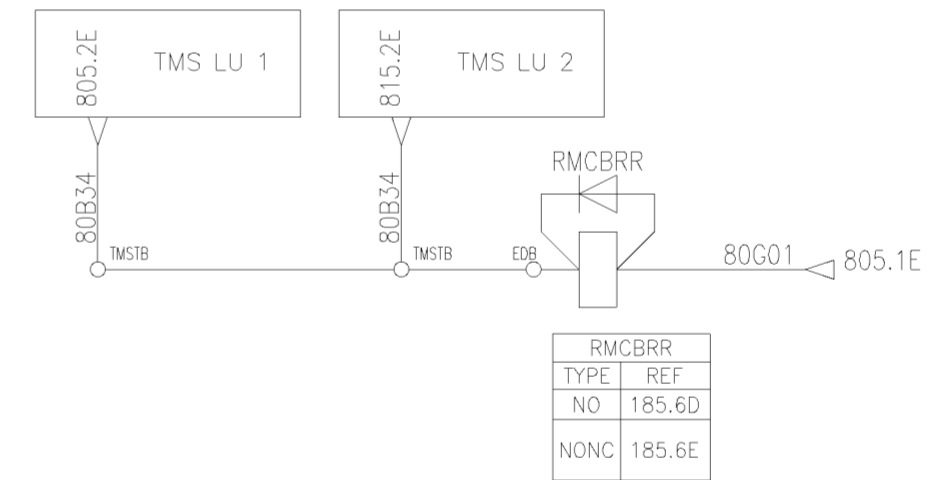 805.2E
TMS LU 1
815.2E
TMS LU 2
80B34
80B34
RMCBRR
TMSTB
TMSTB
EDB
80G01
805.1E
RMCBRR
TYPE REF
NO 185.6D
NONC 185.6E